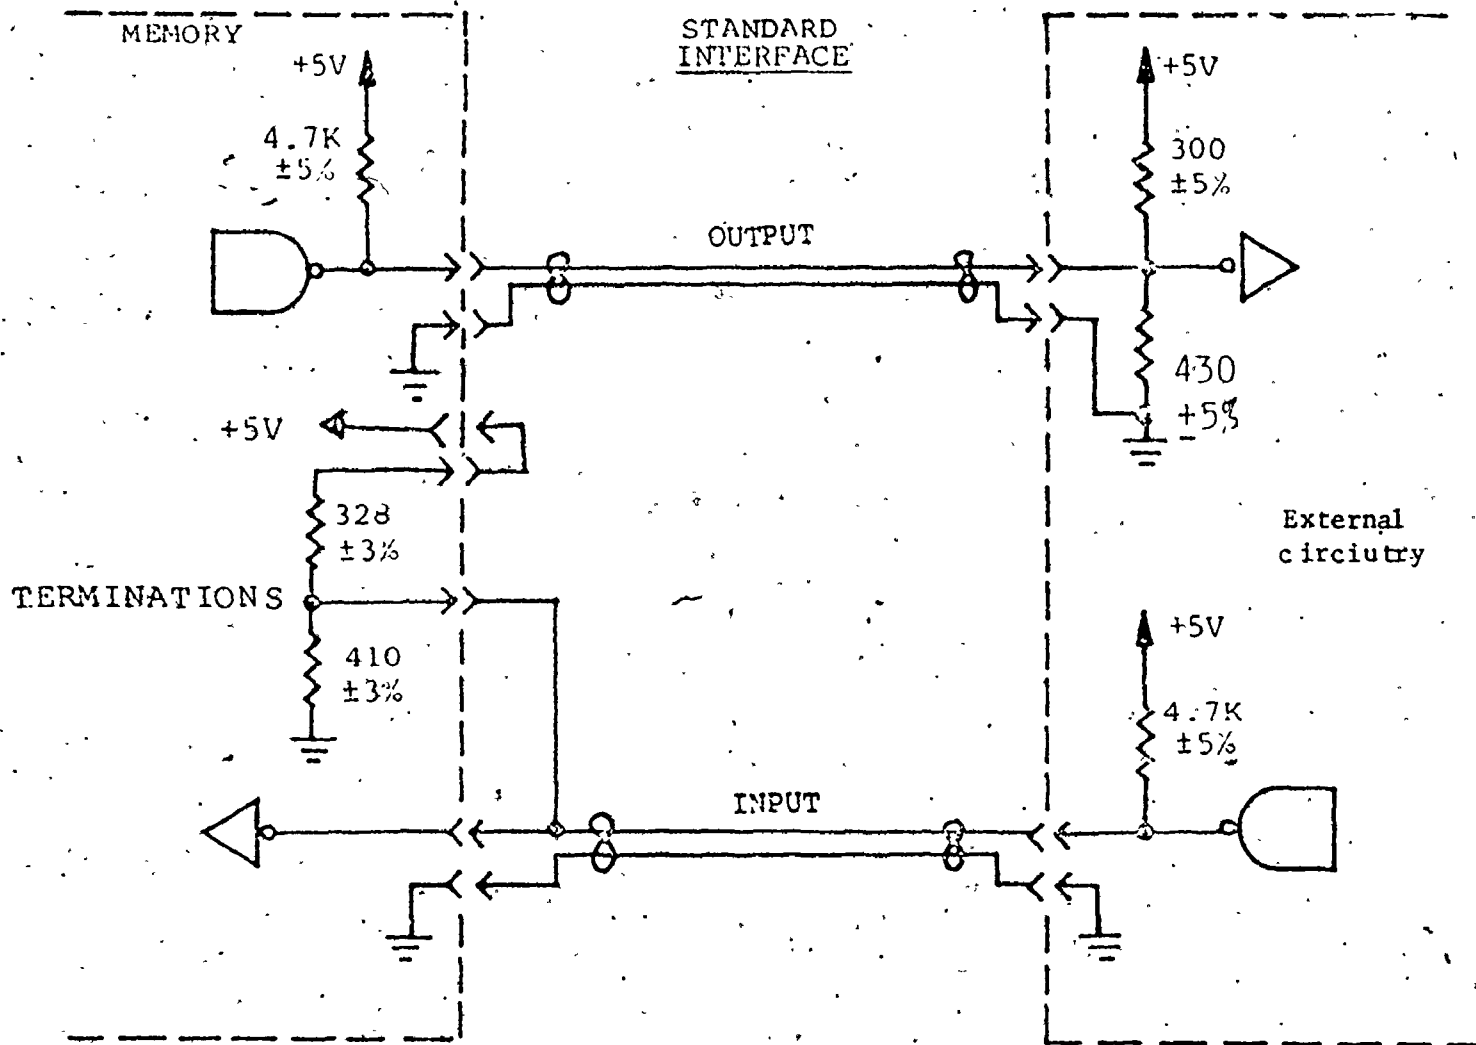 MEMORY
STANDARD
INTERFACE
+5V
4.7K
±5%
+5V
300
±5%
OUTPUT
430
+5%
+5V
328
±3%
External
circiutry
TERMINATIONS
410
±3%
+5V
4.7K
±5%
INPUT